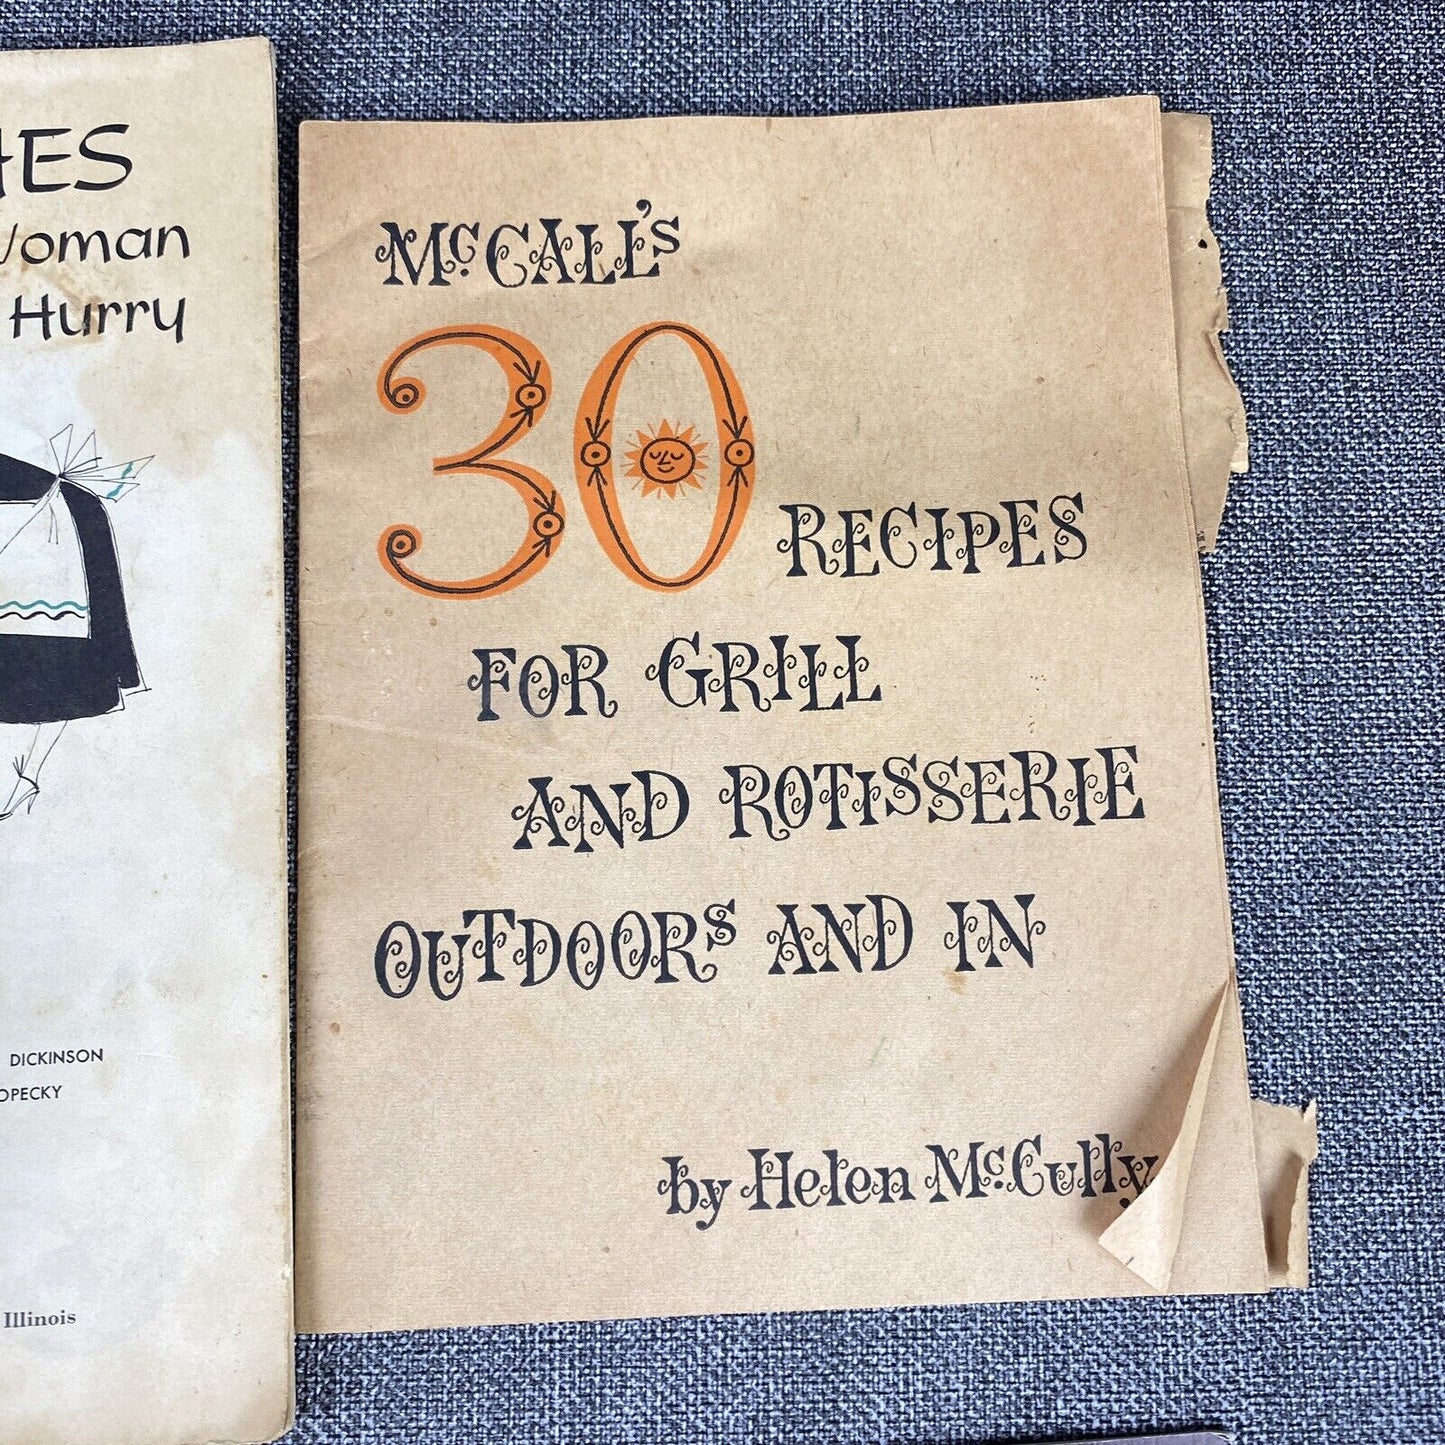 HES
Woman
Hurry
DICKINSON
OPECKY
Illinois
McCALL'S
30 RECIPES
FOR GRILL
AND ROTISSERIE
OUTDOORS AND IN
by Helen McCully